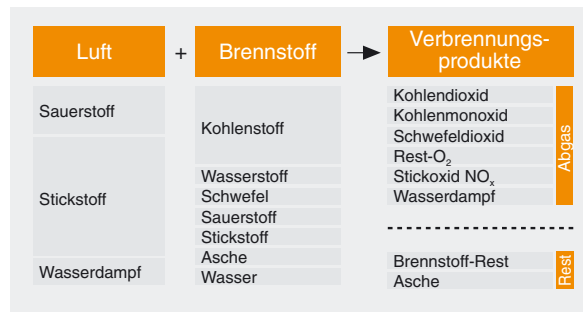 Luft
+
Brennstoff
Verbrennungs-
produkte
Sauerstoff
Stickstoff
Wasserdampf
Kohlenstoff
Wasserstoff
Schwefel
Sauerstoff
Stickstoff
Asche
Wasser
Kohlendioxid
Kohlenmonoxid
Schwefeldioxid
Rest-O₂
Stickoxid NOₓ
Wasserdampf
Abgas
Brennstoff-Rest
Asche
Rest